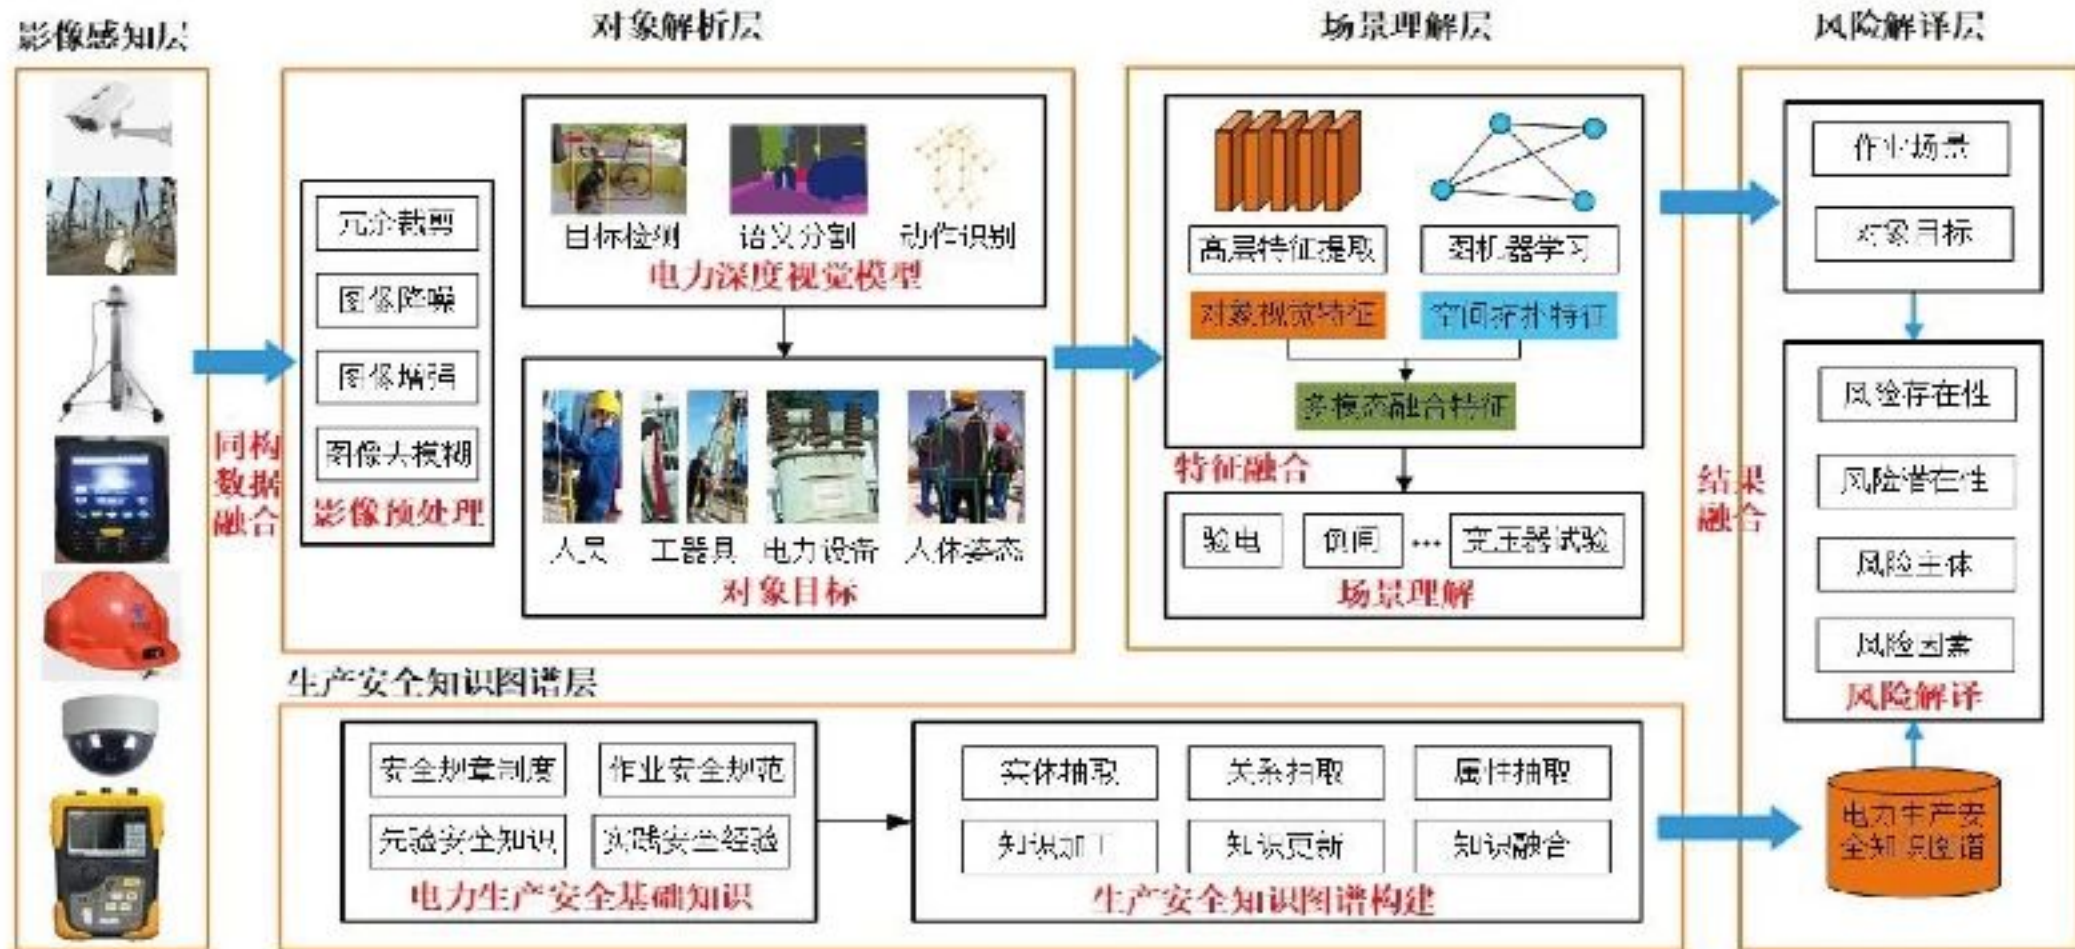 影像感知层
对象解析层
场景理解层
风险解译层
同构
数据
融合
冗余裁剪
图像降噪
图像增强
图像去模糊
影像预处理
目标检测
语义分割
动作识别
电力深度视觉模型
人员
工器具
电力设备
人体姿态
对象目标
高层特征提取
图机器学习
对象视觉特征
空间拓扑特征
多模态融合特征
特征融合
验电
倒闸
...
变压器试验
场景理解
结果
融合
作业场景
对象目标
风险存在性
风险潜在性
风险主体
风险因素
风险解译
电力生产安
全知识图谱
生产安全知识图谱层
安全规章制度
作业安全规范
先验安全知识
实践安全经验
电力生产安全基础知识
实体抽取
关系抽取
属性抽取
知识加工
知识更新
知识融合
生产安全知识图谱构建